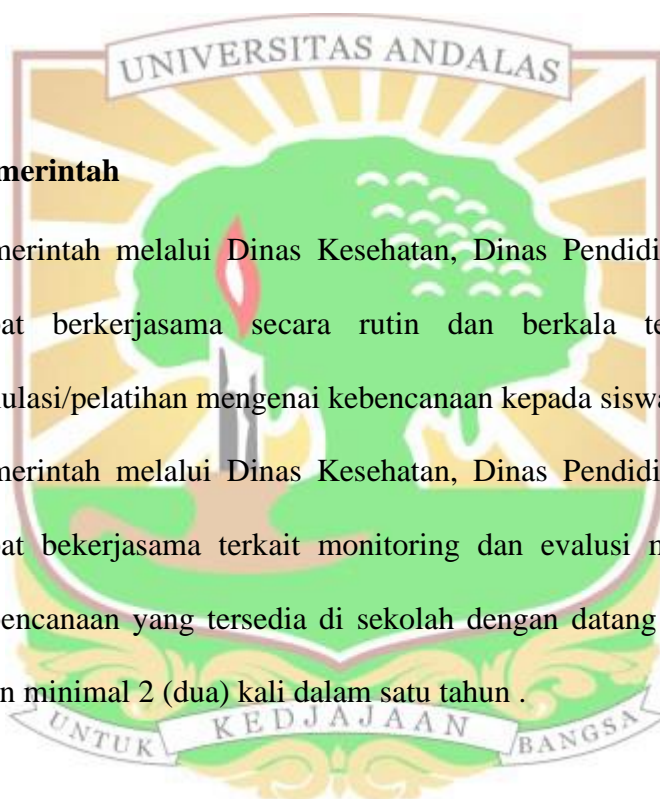 UNIVERSITAS ANDALAS
merintah
merintah melalui Dinas Kesehatan, Dinas Pendidi
at berkerjasama secara rutin dan berkala te
ulasi/pelatihan mengenai kebencanaan kepada siswa
merintah melalui Dinas Kesehatan, Dinas Pendidi
at bekerjasama terkait monitoring dan evalusi m
encanaan yang tersedia di sekolah dengan datang
n minimal 2 (dua) kali dalam satu tahun .
UNTUK KEDJAJAAN BANGSA